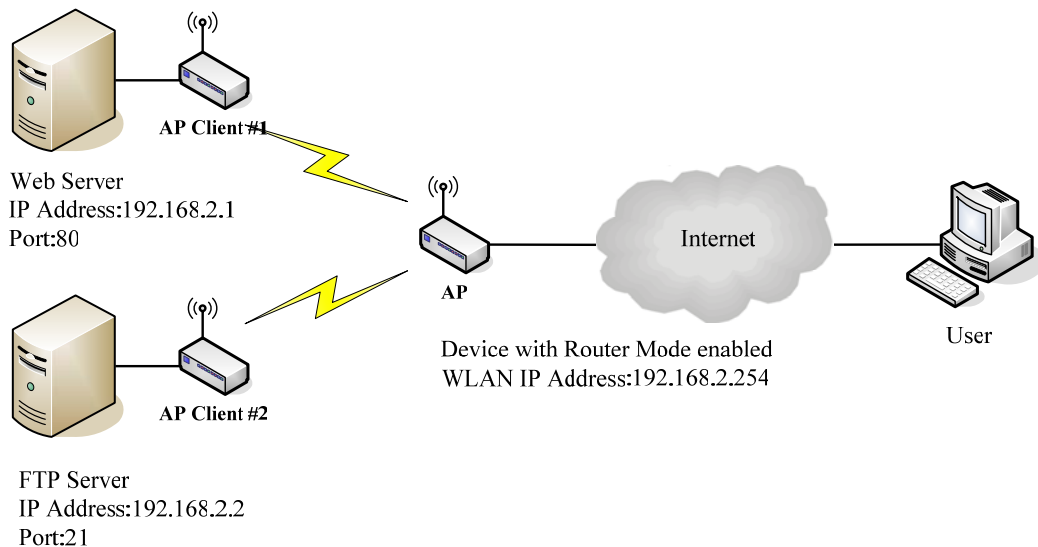 AP Client #1
Web Server
IP Address:192.168.2.1
Port:80
AP
Internet
User
Device with Router Mode enabled
WLAN IP Address:192.168.2.254
AP Client #2
FTP Server
IP Address:192.168.2.2
Port:21